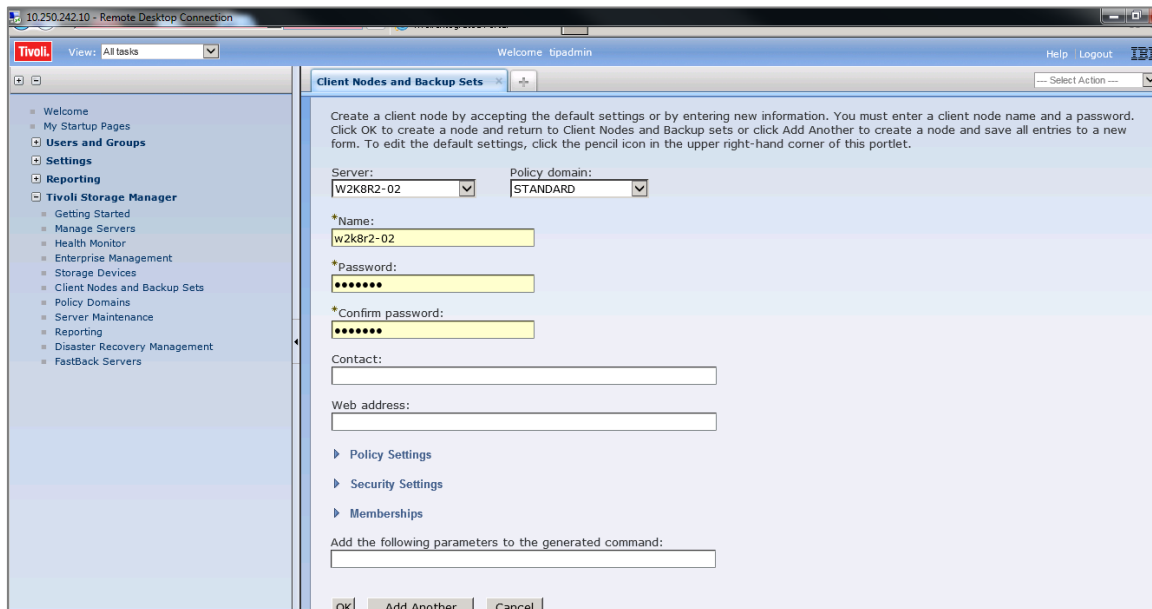 10.250.242.10 - Remote Desktop Connection
Tivoli. View: All tasks Welcome tipadmin Help Logout IBM
Client Nodes and Backup Sets --- Select Action ---
Welcome
My Startup Pages
Users and Groups
Settings
Reporting
Tivoli Storage Manager
Getting Started
Manage Servers
Health Monitor
Enterprise Management
Storage Devices
Client Nodes and Backup Sets
Policy Domains
Server Maintenance
Reporting
Disaster Recovery Management
FastBack Servers
Create a client node by accepting the default settings or by entering new information. You must enter a client node name and a password.
Click OK to create a node and return to Client Nodes and Backup sets or click Add Another to create a node and save all entries to a new
form. To edit the default settings, click the pencil icon in the upper right-hand corner of this portlet.
Server: Policy domain:
W2K8R2-02 STANDARD
*Name:
w2k8r2-02
*Password:
•••••••
*Confirm password:
•••••••
Contact:
Web address:
Policy Settings
Security Settings
Memberships
Add the following parameters to the generated command:
OK Add Another Cancel